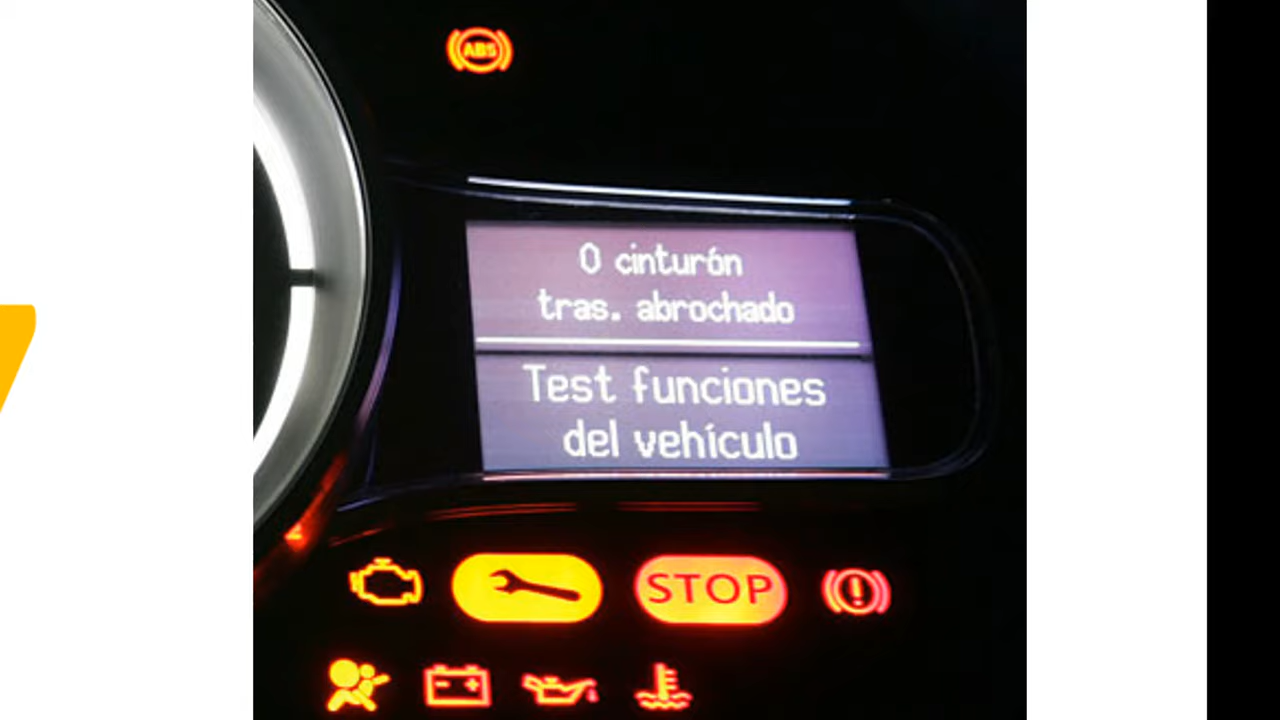 ABS
0 cinturón
tras. abrochado
Test funciones
del vehículo
STOP